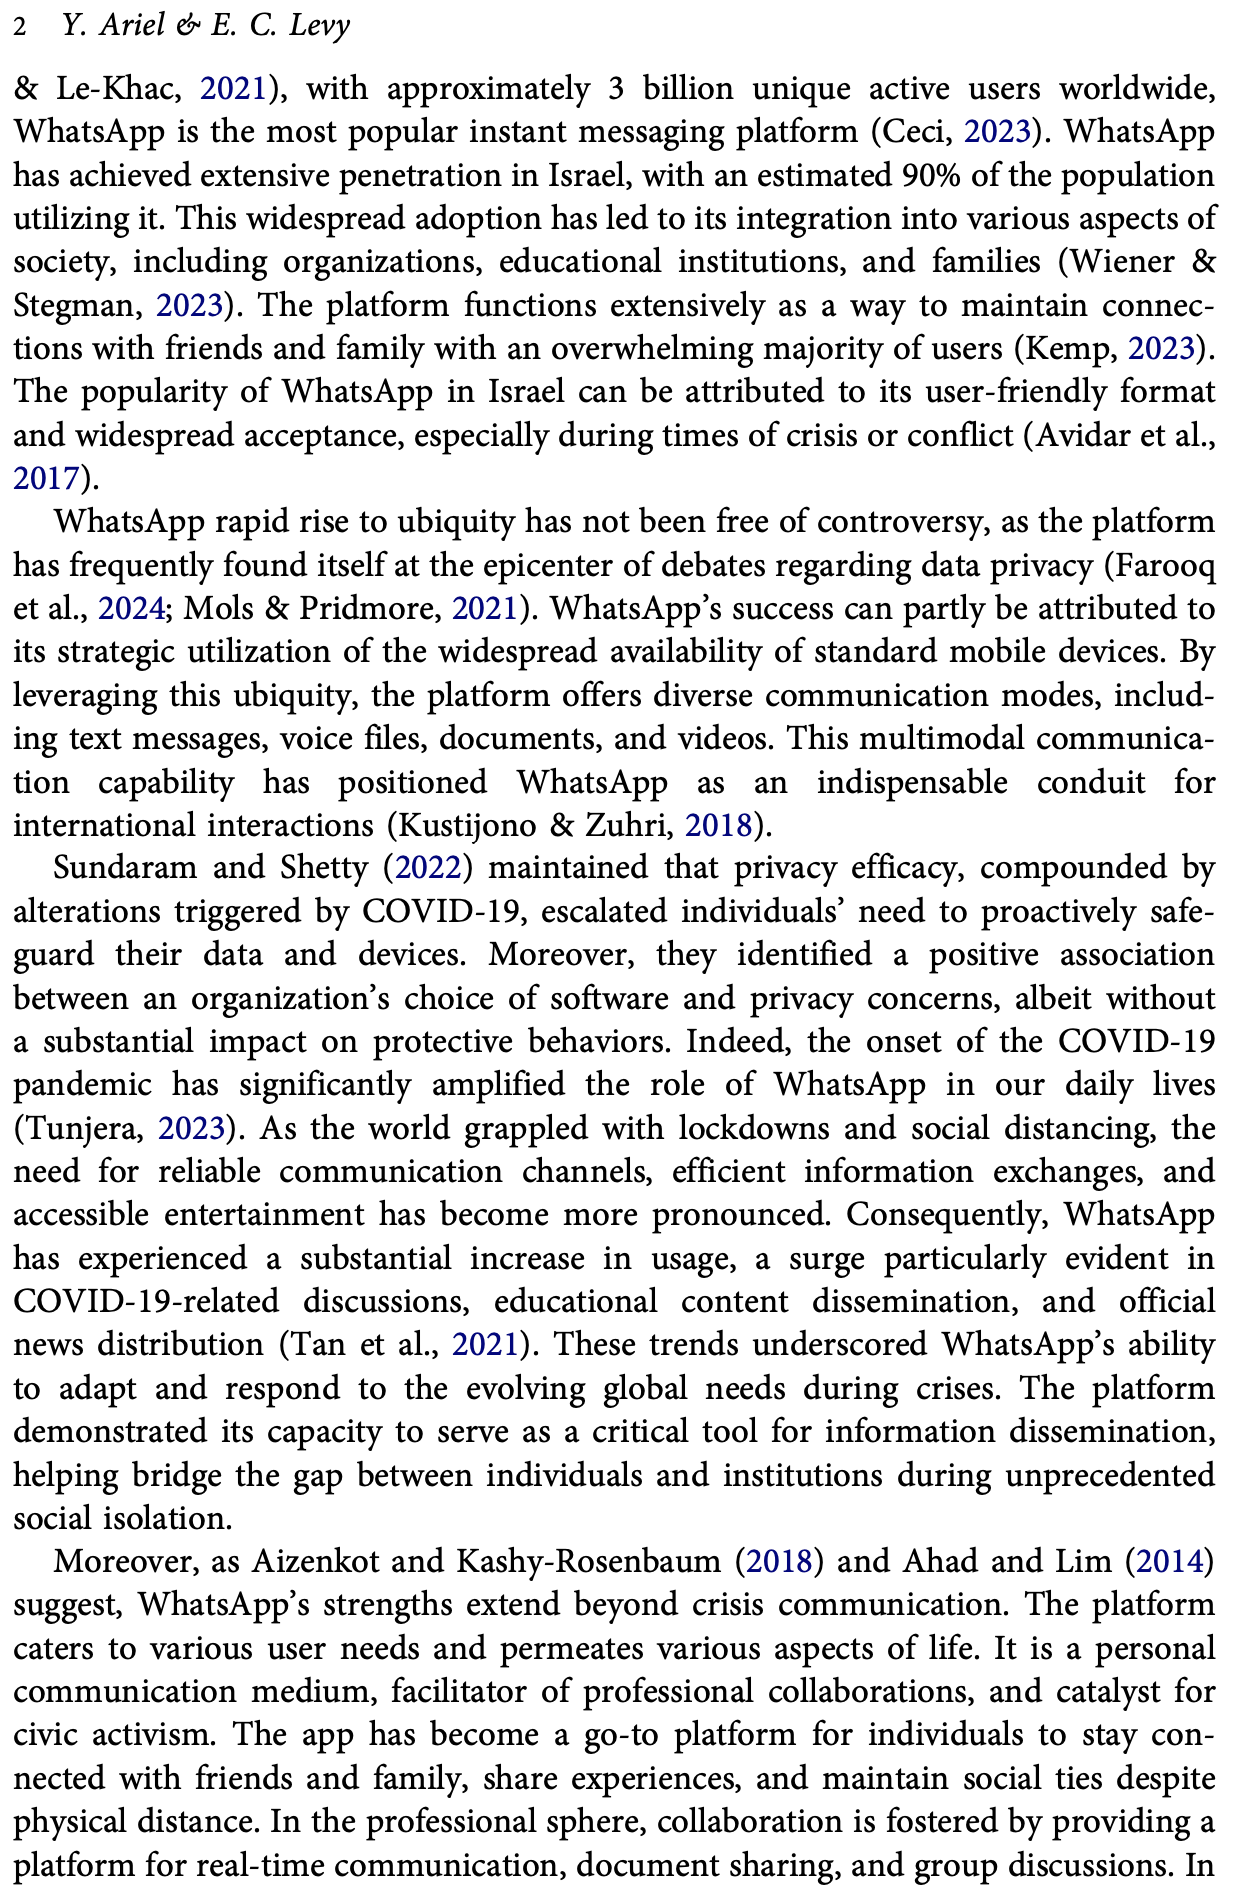 2 Y. Ariel & E. C. Levy
& Le-Khac, 2021), with approximately 3 billion unique active users worldwide,
WhatsApp is the most popular instant messaging platform (Ceci, 2023). WhatsApp
has achieved extensive penetration in Israel, with an estimated 90% of the population
utilizing it. This widespread adoption has led to its integration into various aspects of
society, including organizations, educational institutions, and families (Wiener &
Stegman, 2023). The platform functions extensively as a way to maintain connec-
tions with friends and family with an overwhelming majority of users (Kemp, 2023).
The popularity of WhatsApp in Israel can be attributed to its user-friendly format
and widespread acceptance, especially during times of crisis or conflict (Avidar et al.,
2017).
WhatsApp rapid rise to ubiquity has not been free of controversy, as the platform
has frequently found itself at the epicenter of debates regarding data privacy (Farooq
et al., 2024; Mols & Pridmore, 2021). WhatsApp’s success can partly be attributed to
its strategic utilization of the widespread availability of standard mobile devices. By
leveraging this ubiquity, the platform offers diverse communication modes, includ-
ing text messages, voice files, documents, and videos. This multimodal communica-
tion capability has positioned WhatsApp as an indispensable conduit for
international interactions (Kustijono & Zuhri, 2018).
Sundaram and Shetty (2022) maintained that privacy efficacy, compounded by
alterations triggered by COVID-19, escalated individuals’ need to proactively safe-
guard their data and devices. Moreover, they identified a positive association
between an organization’s choice of software and privacy concerns, albeit without
a substantial impact on protective behaviors. Indeed, the onset of the COVID-19
pandemic has significantly amplified the role of WhatsApp in our daily lives
(Tunjera, 2023). As the world grappled with lockdowns and social distancing, the
need for reliable communication channels, efficient information exchanges, and
accessible entertainment has become more pronounced. Consequently, WhatsApp
has experienced a substantial increase in usage, a surge particularly evident in
COVID-19-related discussions, educational content dissemination, and official
news distribution (Tan et al., 2021). These trends underscored WhatsApp’s ability
to adapt and respond to the evolving global needs during crises. The platform
demonstrated its capacity to serve as a critical tool for information dissemination,
helping bridge the gap between individuals and institutions during unprecedented
social isolation.
Moreover, as Aizenkot and Kashy-Rosenbaum (2018) and Ahad and Lim (2014)
suggest, WhatsApp’s strengths extend beyond crisis communication. The platform
caters to various user needs and permeates various aspects of life. It is a personal
communication medium, facilitator of professional collaborations, and catalyst for
civic activism. The app has become a go-to platform for individuals to stay con-
nected with friends and family, share experiences, and maintain social ties despite
physical distance. In the professional sphere, collaboration is fostered by providing a
platform for real-time communication, document sharing, and group discussions. In